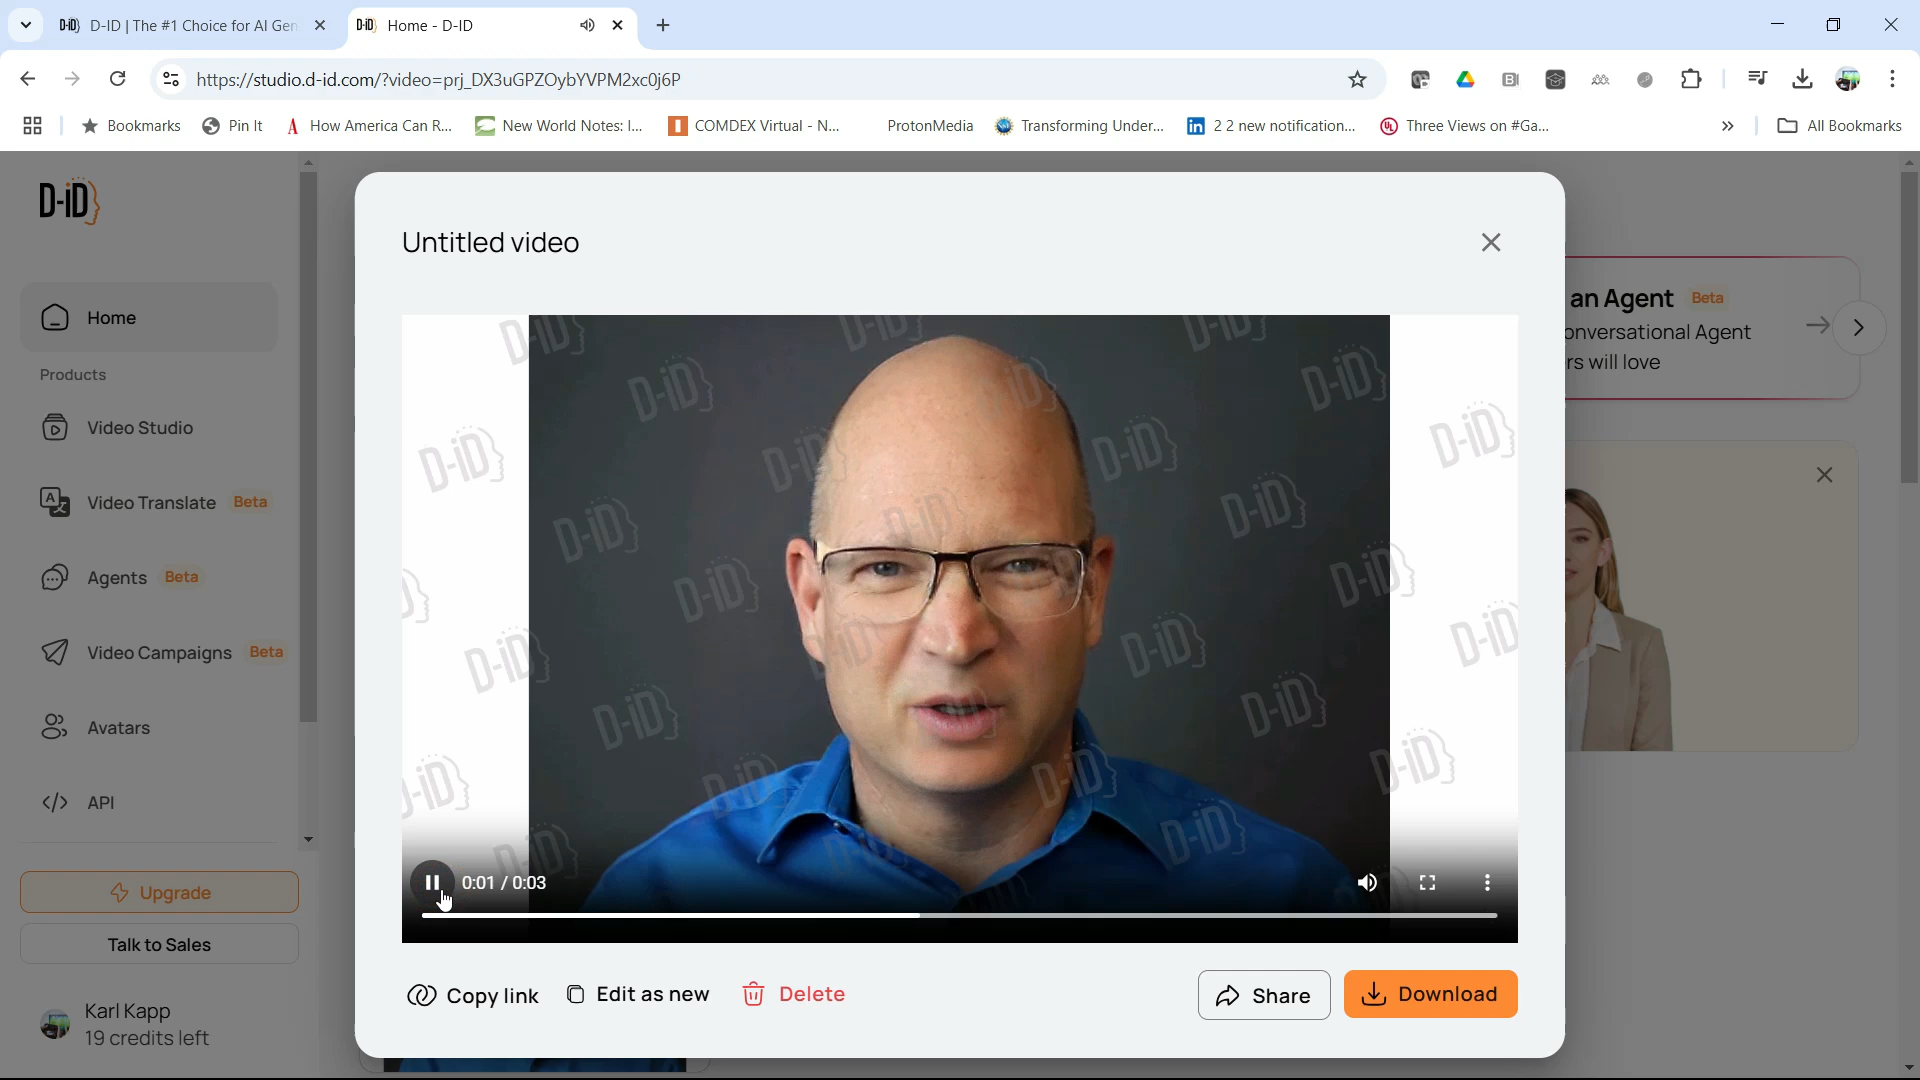 D-ID | The #1 Choice for AI Gen
Home - D-ID
https://studio.d-id.com/?video=prj_DX3uGPZOybYVPM2xc0j6P
Bookmarks
Pin It
How America Can R...
New World Notes: I...
COMDEX Virtual - N...
ProtonMedia
Transforming Under...
2 2 new notification...
Three Views on #Ga...
All Bookmarks
D-iD
Home
Products
Video Studio
Video Translate Beta
Agents Beta
Video Campaigns Beta
Avatars
API
Upgrade
Talk to Sales
Karl Kapp
19 credits left
Untitled video
D-iD
0:01 / 0:03
Copy link
Edit as new
Delete
Share
Download
an Agent Beta
onversational Agent
rs will love